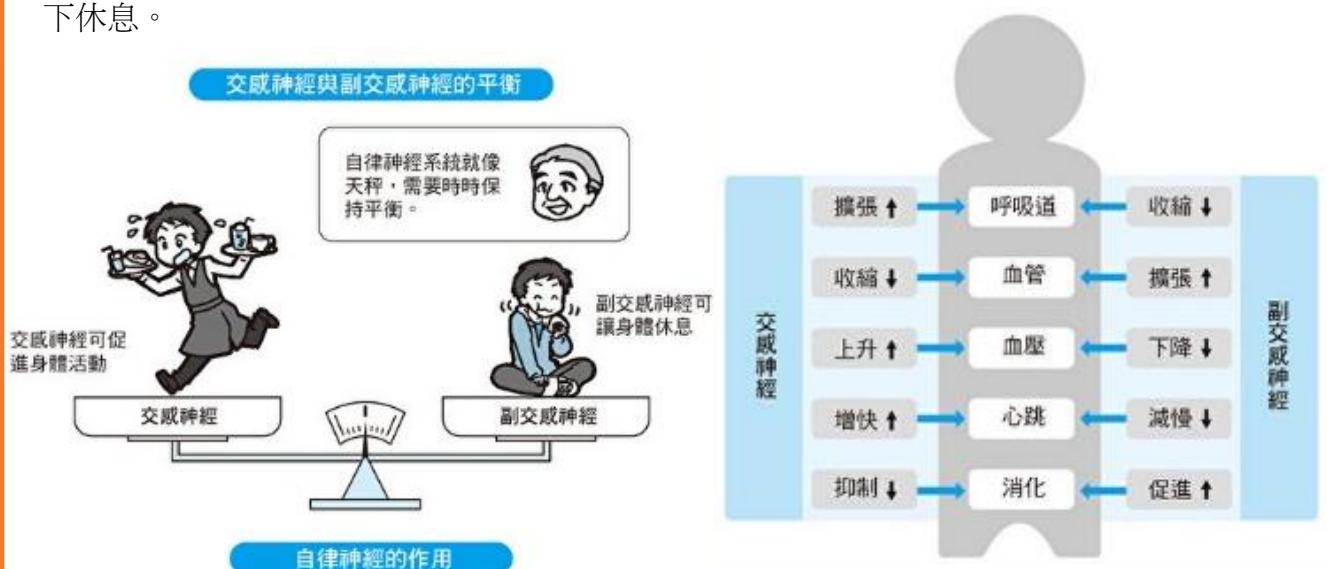 下休息。
交感神經與副交感神經的平衡
自律神經系統就像
天秤，需要時時保
持平衡。
交感神經可促
進身體活動
副交感神經可
讓身體休息
交感神經
副交感神經
自律神經的作用
交感神經
擴張↑
呼吸道
收縮↓
收縮↓
血管
擴張↑
上升↑
血壓
下降↓
增快↑
心跳
減慢↓
抑制↓
消化
促進↑
副交感神經